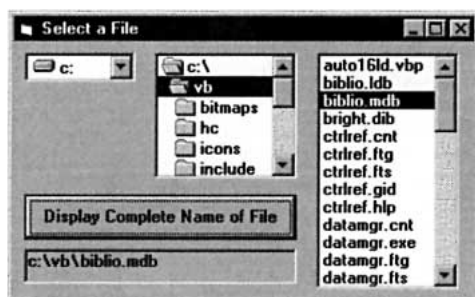 Select a File
c:
c:\
vb
bitmaps
hc
icons
include
Display Complete Name of File
c:\vb\biblio.mdb
auto16ld.vbp
biblio.ldb
biblio.mdb
bright.dib
ctrlref.cnt
ctrlref.ftg
ctrlref.fts
ctrlref.gid
ctrlref.hlp
datamgr.cnt
datamgr.exe
datamgr.ftg
datamgr.fts